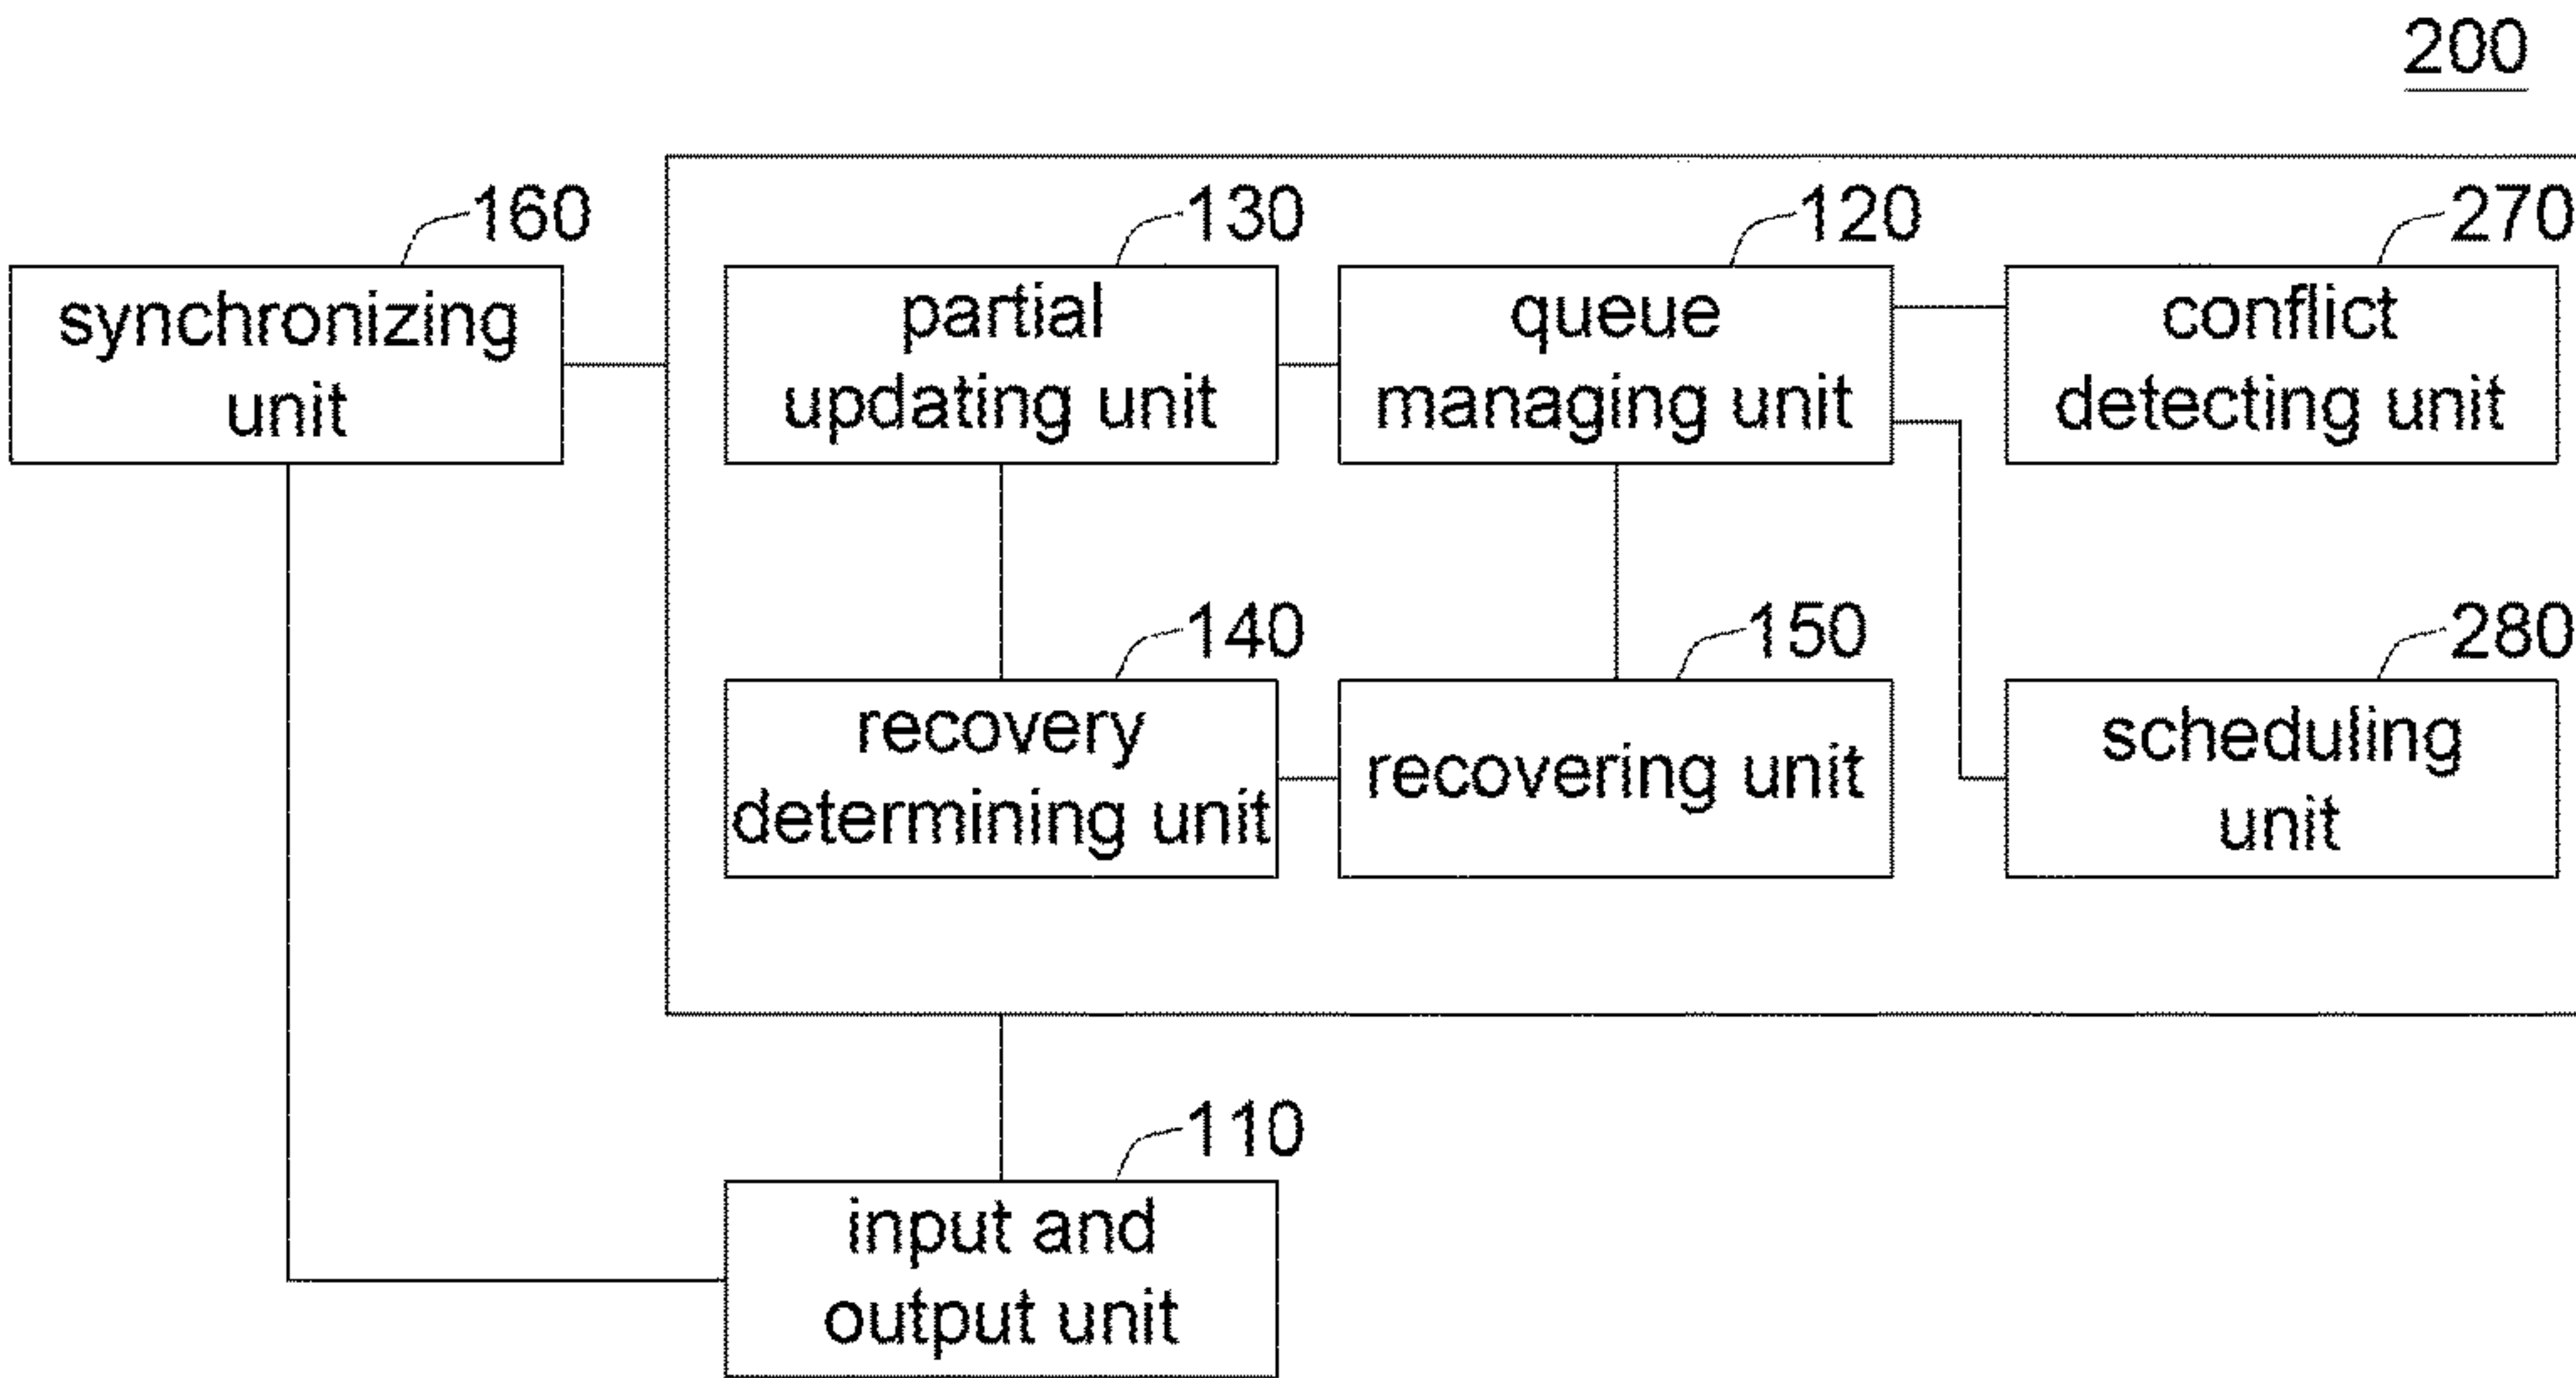 200
160
130
120
270
synchronizing
unit
partial
updating unit
queue
managing unit
conflict
detecting unit
140
150
280
recovery
determining unit
recovering unit
scheduling
unit
110
input and
output unit